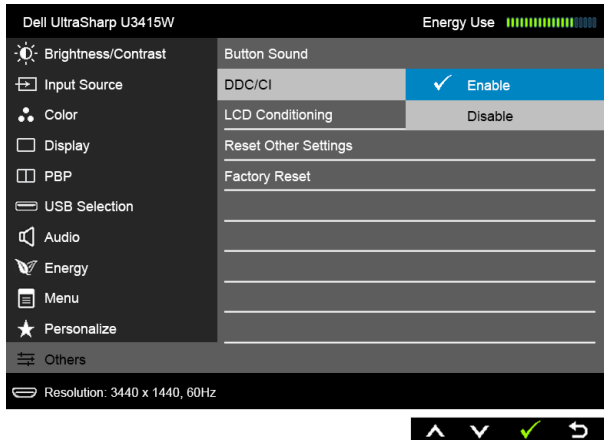 Dell UltraSharp U3415W
Energy Use
Brightness/Contrast
Button Sound
Input Source
DDC/CI
Enable
Color
LCD Conditioning
Disable
Display
Reset Other Settings
PBP
Factory Reset
USB Selection
Audio
Energy
Menu
Personalize
Others
Resolution: 3440 x 1440, 60Hz